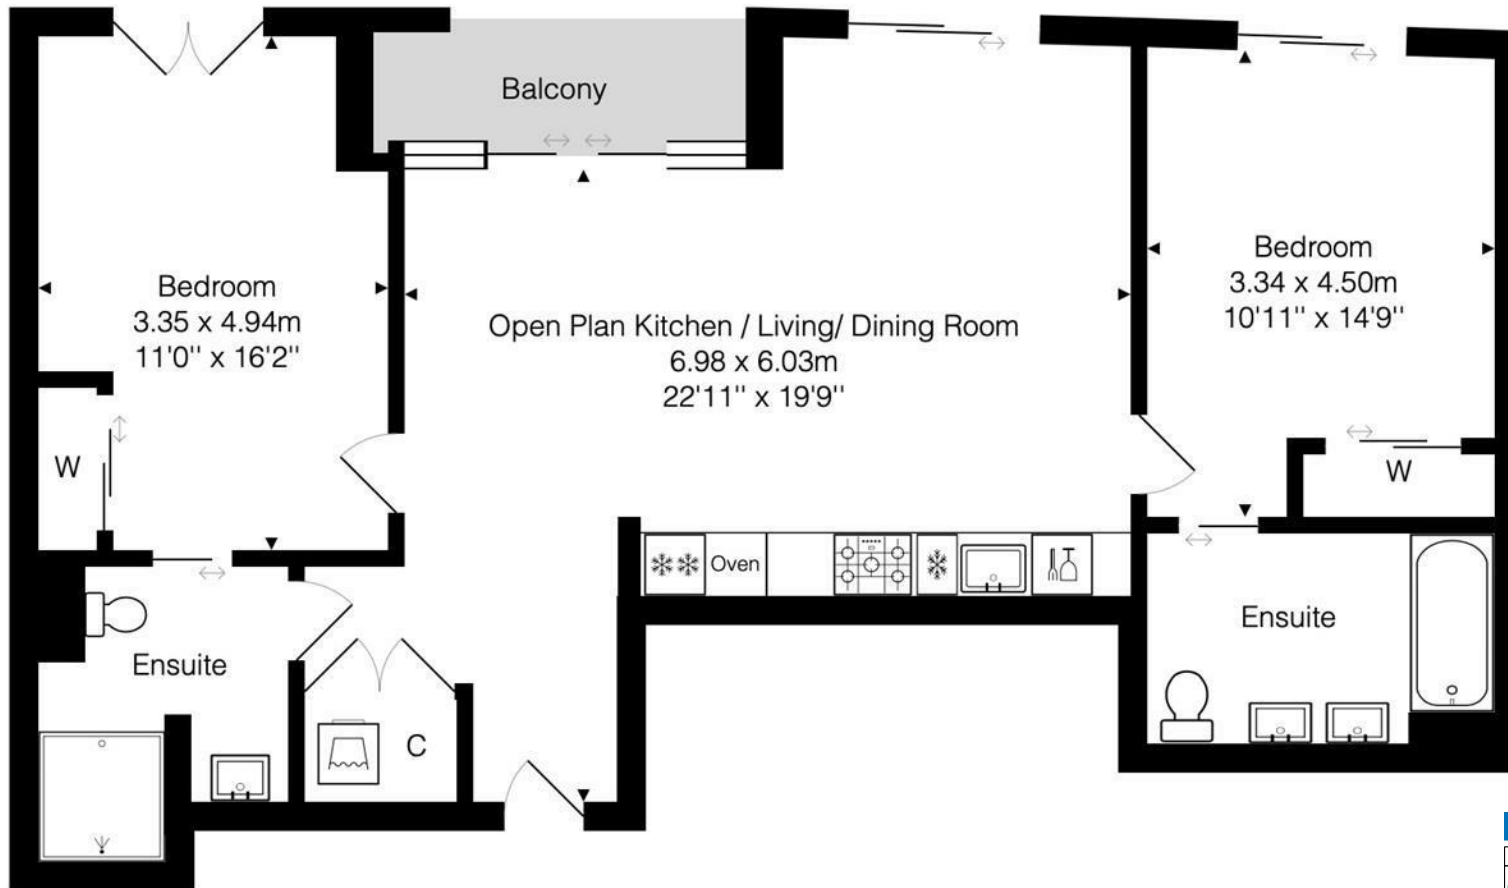 Balcony
Bedroom
3.35 x 4.94m
11'0'' x 16'2''
Open Plan Kitchen / Living/ Dining Room
6.98 x 6.03m
22'11'' x 19'9''
Bedroom
3.34 x 4.50m
10'11'' x 14'9''
W
W
Oven
Ensuite
Ensuite
C